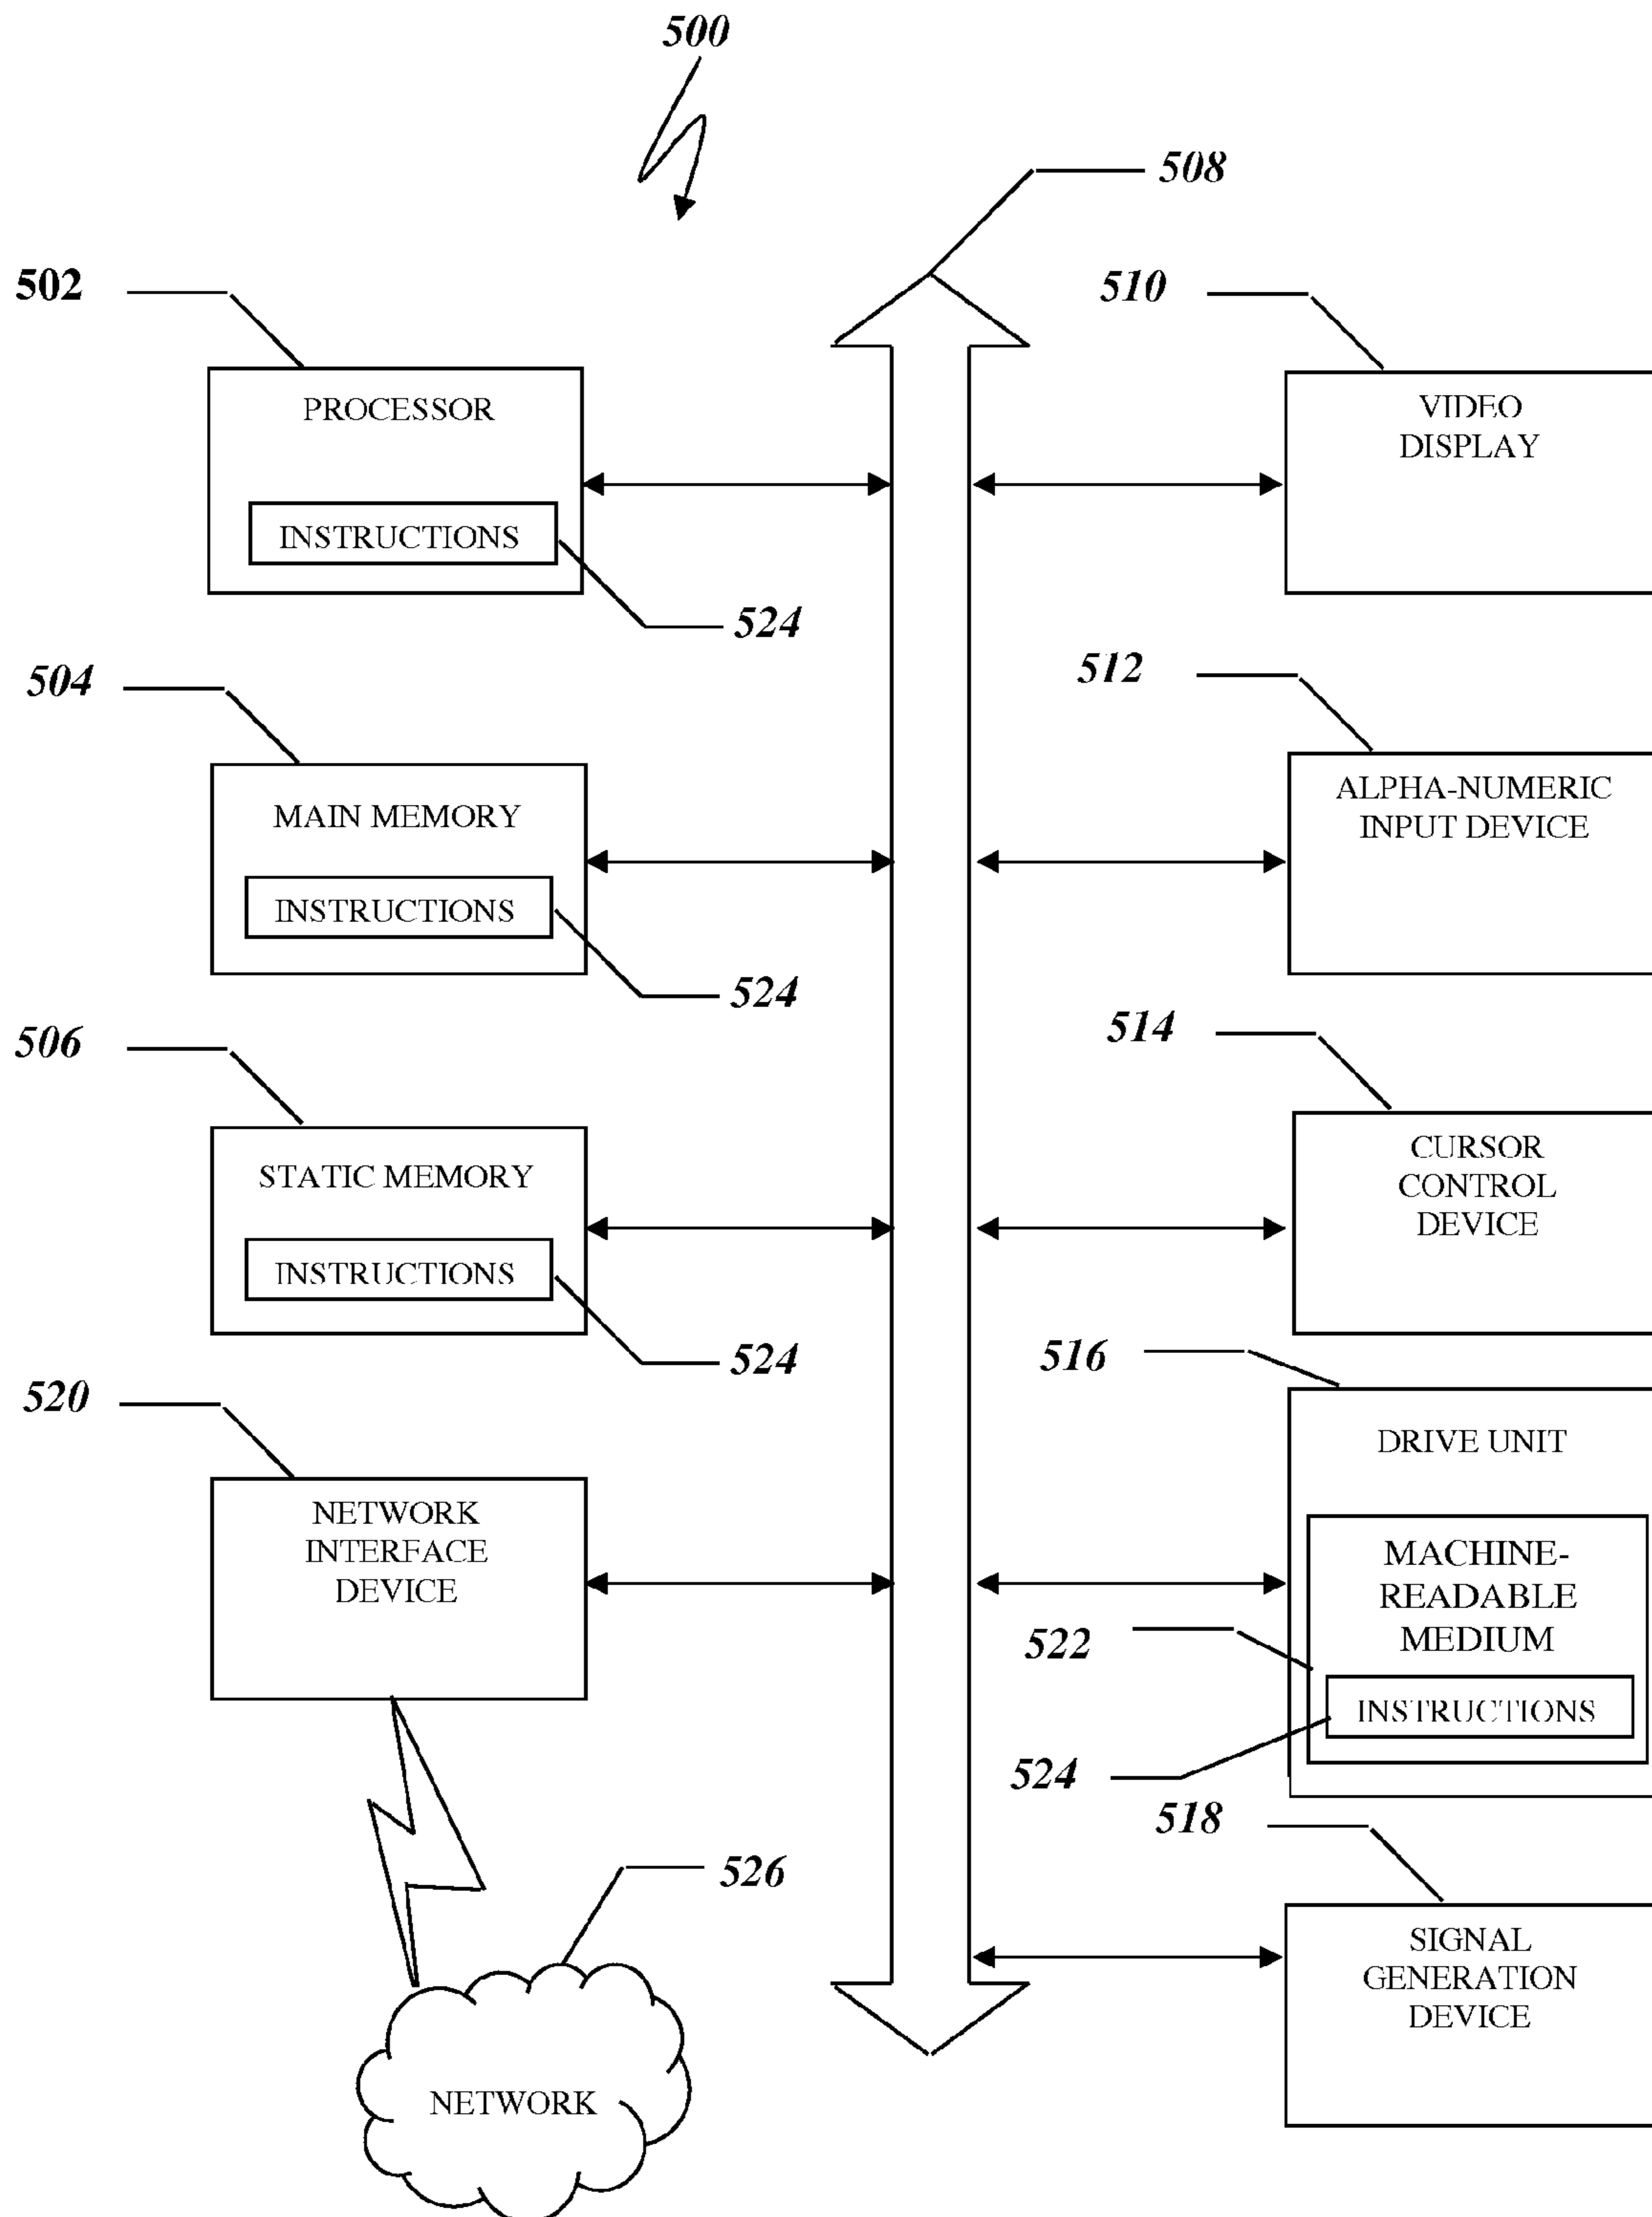 500
508
502
510
PROCESSOR
VIDEO
DISPLAY
INSTRUCTIONS
524
504
512
MAIN MEMORY
ALPHA-NUMERIC
INPUT DEVICE
INSTRUCTIONS
524
506
514
STATIC MEMORY
CURSOR
CONTROL
DEVICE
INSTRUCTIONS
524
516
520
DRIVE UNIT
NETWORK
INTERFACE
DEVICE
MACHINE-
READABLE
MEDIUM
522
INSTRUCTIONS
524
518
526
SIGNAL
GENERATION
DEVICE
NETWORK